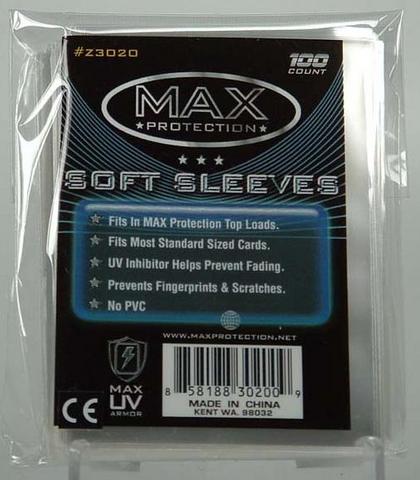 #Z3020
100
COUNT
MAX
PROTECTION
SOFT SLEEVES
Fits In MAX Protection Top Loads.
Fits Most Standard Sized Cards.
UV Inhibitor Helps Prevent Fading.
Prevents Fingerprints & Scratches.
No PVC
WWW.MAXPROTECTION.NET
MAX
UV
ARMOR
CE
8 58188 30200 9
MADE IN CHINA
KENT WA. 98032